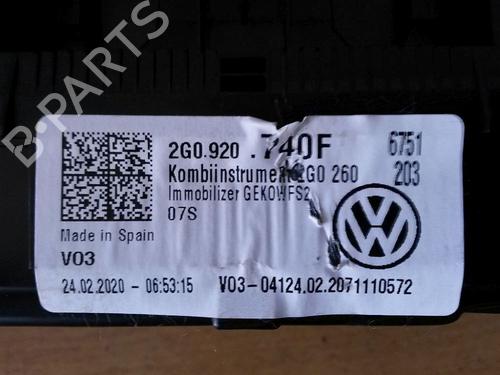 B-PARTS
2G0.920 .740F 6751
Kombiinstrument 2G0 260 203
Immobilizer GEKOWFS2
07S
Made in Spain
V03
24.02.2020 - 06:53:15 V03-04124.02.2071110572